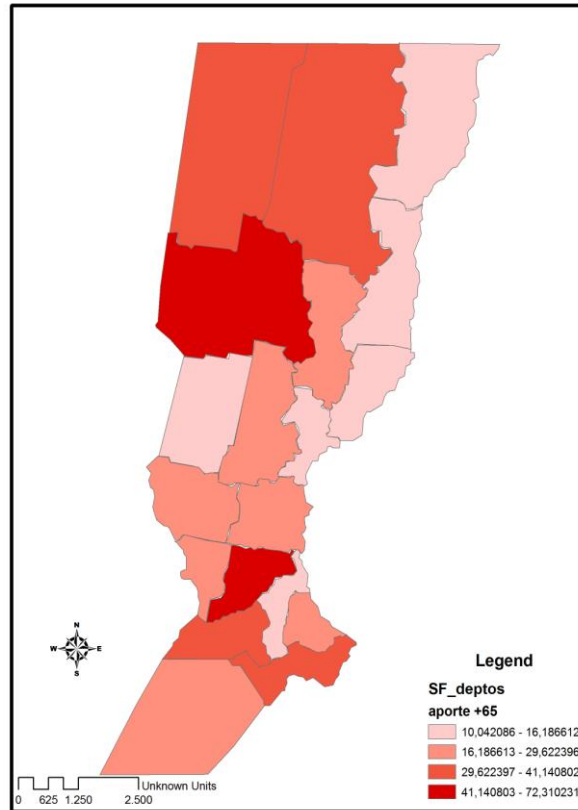 N
W E
S
Legend
SF_deptos
aporte +65
10,042086 - 16,186612
16,186613 - 29,622396
29,622397 - 41,140802
41,140803 - 72,310231
Unknown Units
0 625 1.250 2.500